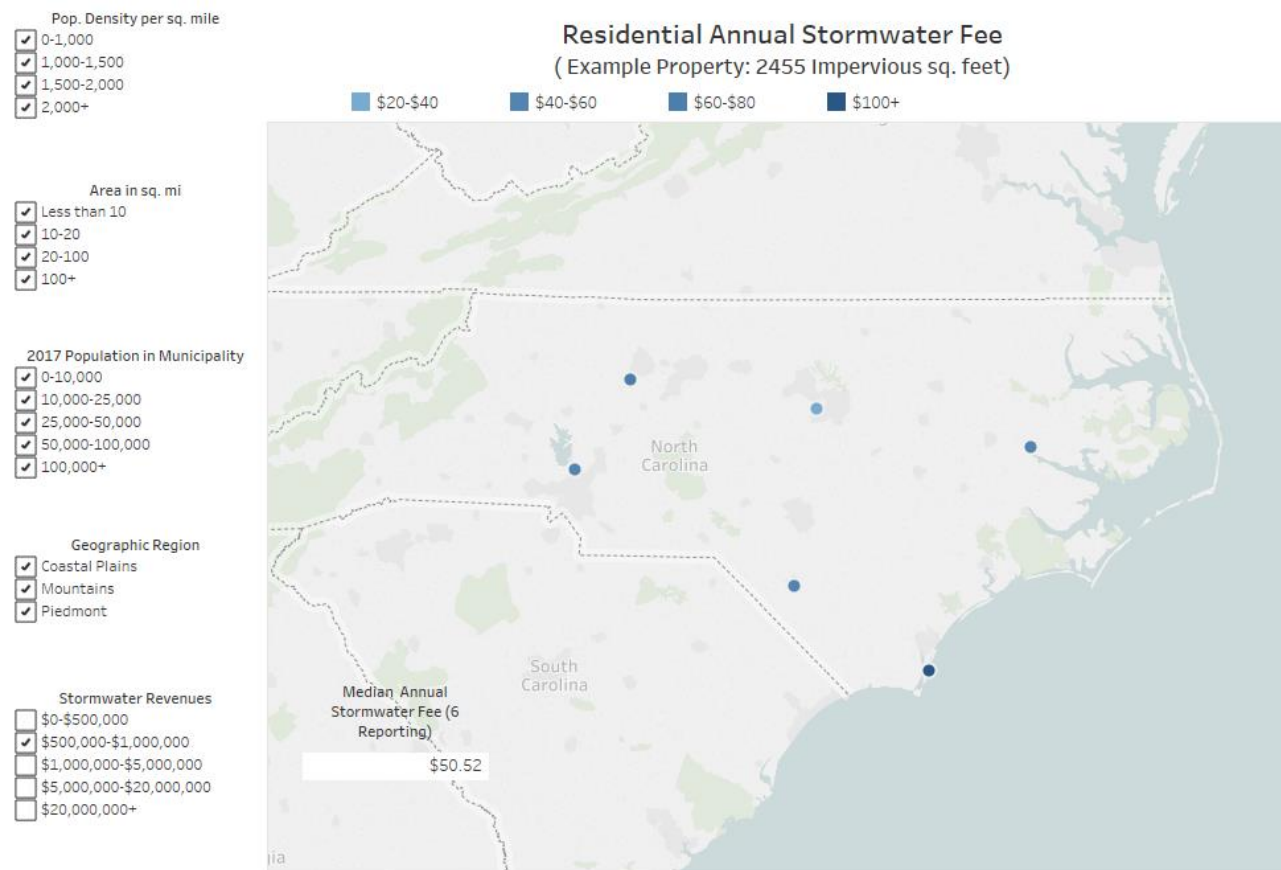 Pop. Density per sq. mile
0-1,000
1,000-1,500
1,500-2,000
2,000+
Area in sq. mi
Less than 10
10-20
20-100
100+
2017 Population in Municipality
0-10,000
10,000-25,000
25,000-50,000
50,000-100,000
100,000+
Geographic Region
Coastal Plains
Mountains
Piedmont
Stormwater Revenues
$0-$500,000
$500,000-$1,000,000
$1,000,000-$5,000,000
$5,000,000-$20,000,000
$20,000,000+
Residential Annual Stormwater Fee
( Example Property: 2455 Impervious sq. feet)
$20-$40
$40-$60
$60-$80
$100+
North
Carolina
South
Carolina
Median Annual
Stormwater Fee (6
Reporting)
$50.52
gia